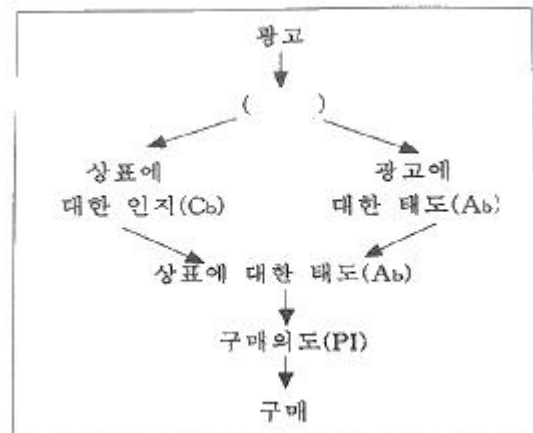 광고
(          )
상표에
대한 인지(Cb)
광고에
대한 태도(Ab)
상표에 대한 태도(Ab)
구매의도(PI)
구매